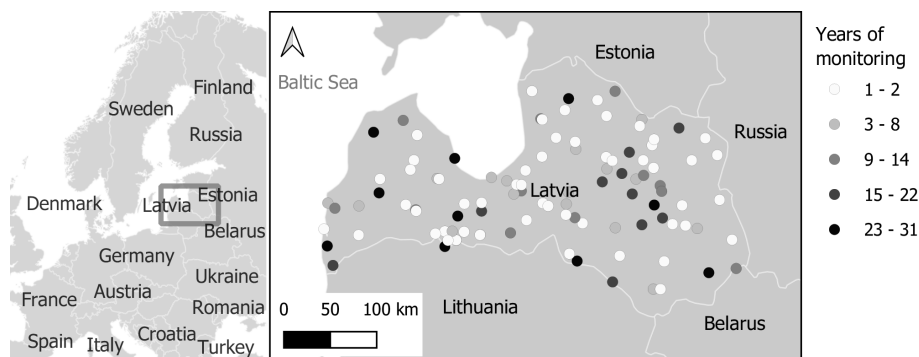 Finland
Sweden
Russia
Denmark
Latvia
Estonia
Belarus
Germany
Ukraine
France
Austria
Romania
Spain
Italy
Croatia
Turkey
Baltic Sea
Estonia
Russia
Latvia
Lithuania
Belarus
0 50 100 km
Years of
monitoring
1 - 2
3 - 8
9 - 14
15 - 22
23 - 31